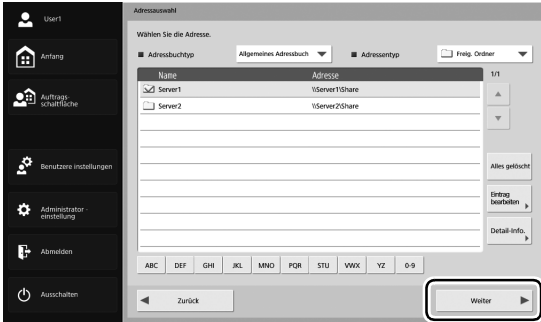 User1
Anfang
Auftrags-
schaltfläche
Benutzere instellungen
Administrator -
einstellung
Abmelden
Ausschalten
Adressauswahl
Wählen Sie die Adresse.
Adressbuchtyp Allgemeines Adressbuch Adressentyp Freig. Ordner
Name Adresse 1/1
Server1 \\Server1\Share
Server2 \\Server2\Share
Alles gelöscht
Eintrag
bearbeiten
Detail-Info.
ABC DEF GHI JKL MNO PQR STU VWX YZ 0-9
Zurück Weiter